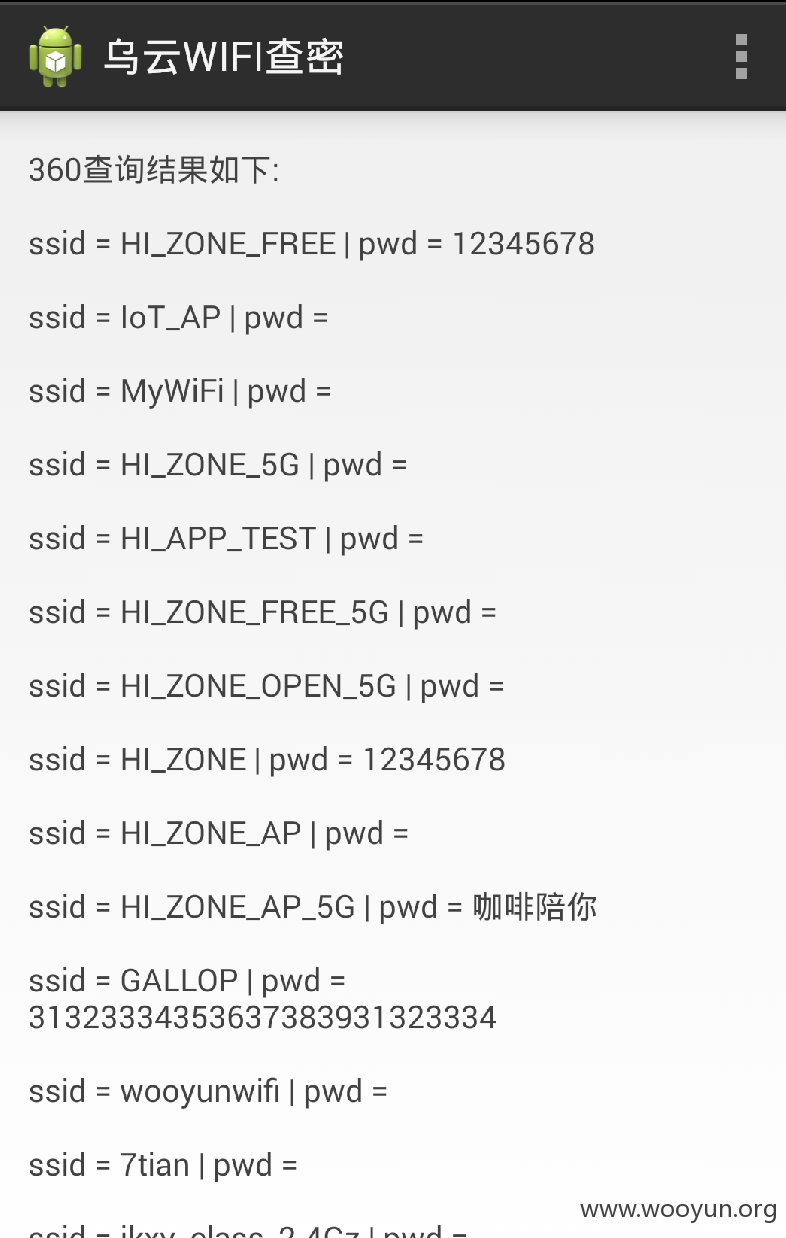 乌云WIFI查密
360查询结果如下:
ssid = HI_ZONE_FREE | pwd = 12345678
ssid = IoT_AP | pwd =
ssid = MyWiFi | pwd =
ssid = HI_ZONE_5G | pwd =
ssid = HI_APP_TEST | pwd =
ssid = HI_ZONE_FREE_5G | pwd =
ssid = HI_ZONE_OPEN_5G | pwd =
ssid = HI_ZONE | pwd = 12345678
ssid = HI_ZONE_AP | pwd =
ssid = HI_ZONE_AP_5G | pwd = 咖啡陪你
ssid = GALLOP | pwd =
31323334353637383931323334
ssid = wooyunwifi | pwd =
ssid = 7tian | pwd =
www.wooyun.org
ssid = | pwd =